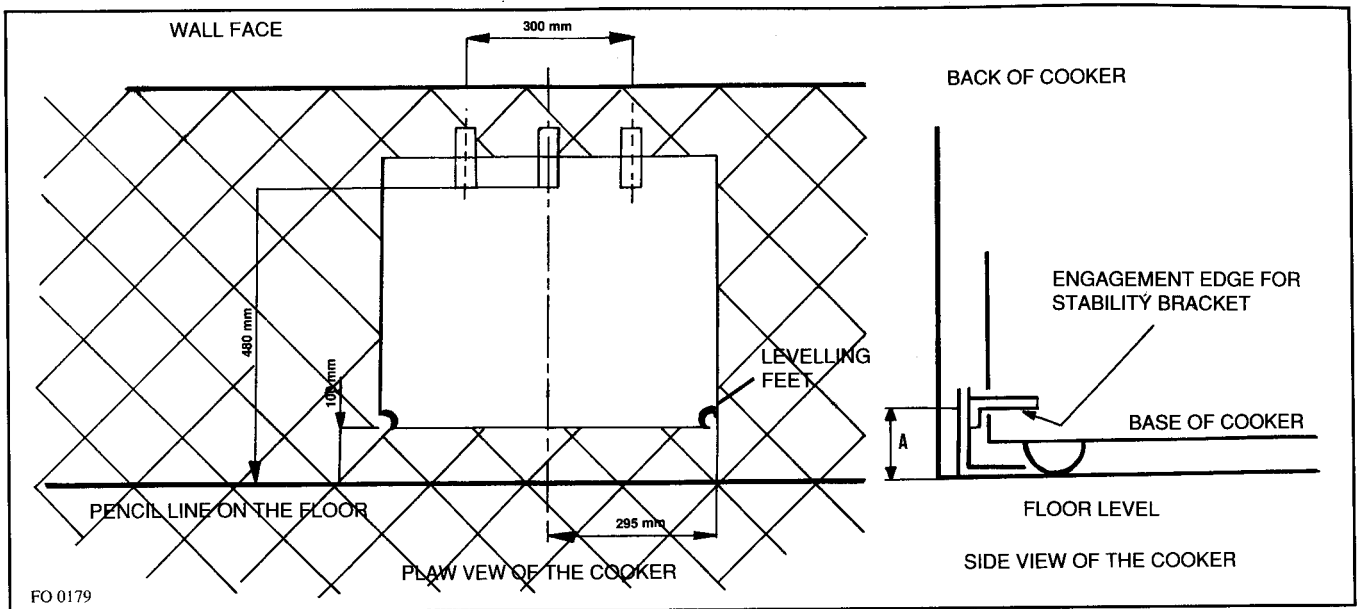 WALL FACE
300 mm
BACK OF COOKER
480 mm
ENGAGEMENT EDGE FOR
STABILITY BRACKET
LEVELLING
FEET
A
BASE OF COOKER
PENCIL LINE ON THE FLOOR
295 mm
FLOOR LEVEL
PLAW VEW OF THE COOKER
SIDE VIEW OF THE COOKER
FO 0179